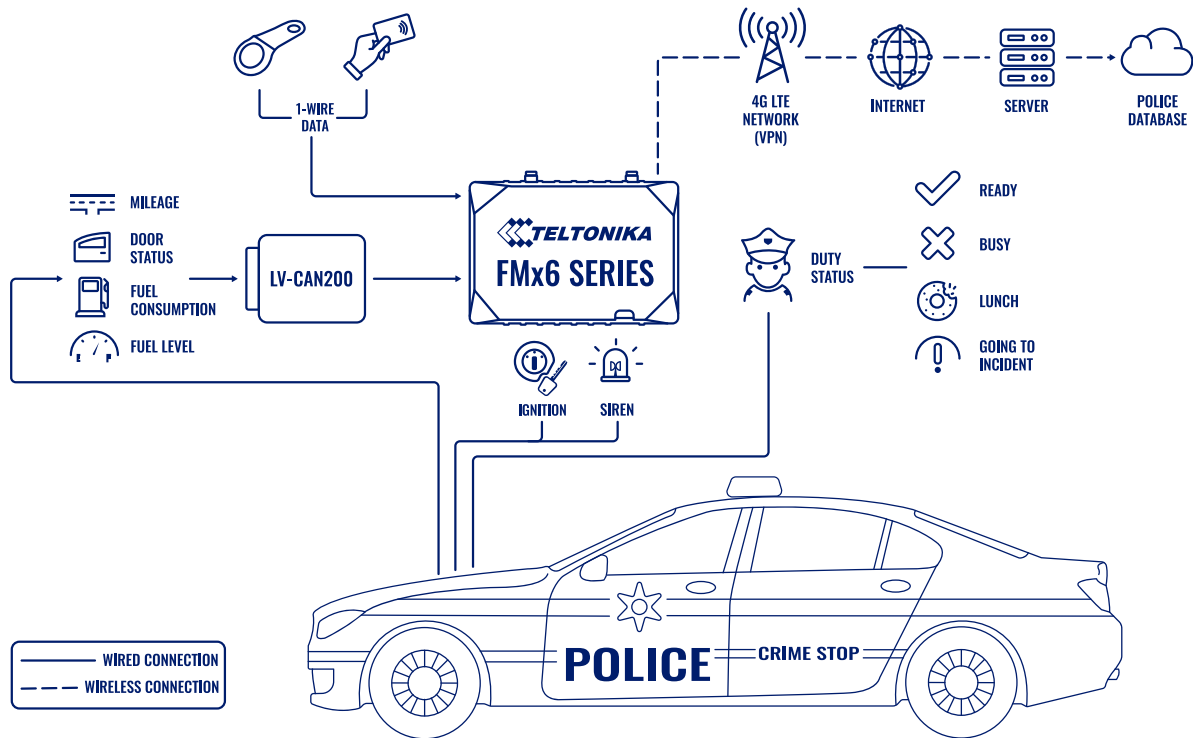 1-WIRE
DATA
4G LTE
NETWORK
(VPN)
INTERNET
SERVER
POLICE
DATABASE
MILEAGE
DOOR
STATUS
FUEL
CONSUMPTION
FUEL LEVEL
E F
LV-CAN200
TELTONIKA
FMx6 SERIES
DUTY
STATUS
READY
BUSY
LUNCH
GOING TO
INCIDENT
IGNITION
SIREN
POLICE
CRIME STOP
WIRED CONNECTION
WIRELESS CONNECTION